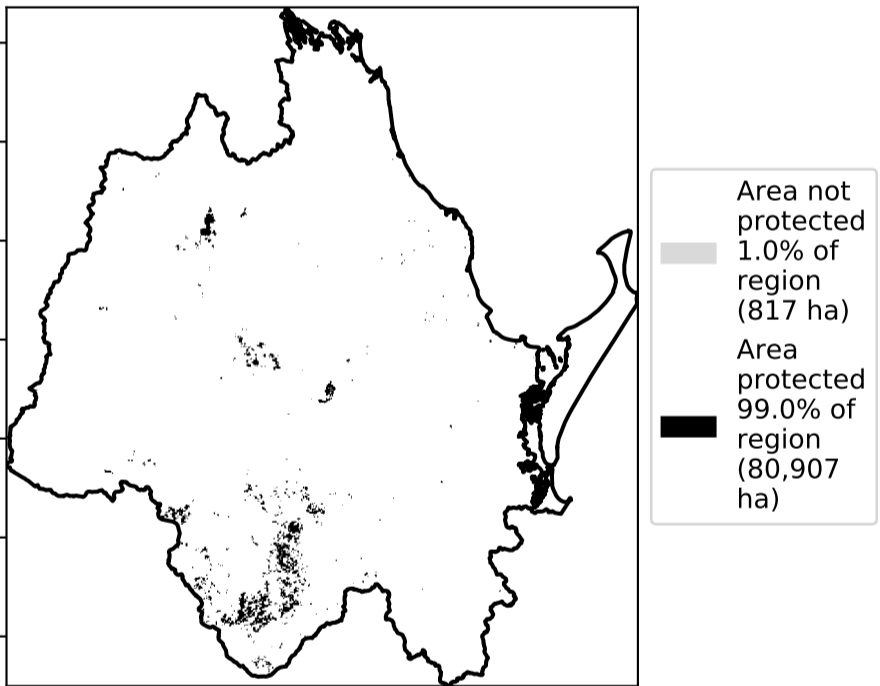 Area not
protected
1.0% of
region
(817 ha)
Area
protected
99.0% of
region
(80,907
ha)